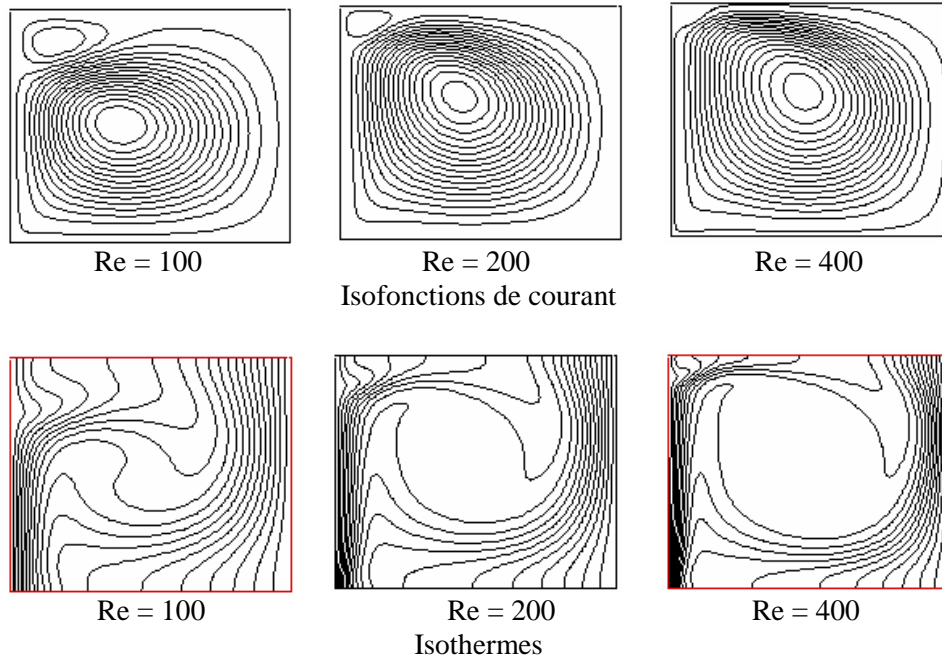 Re = 100 Re = 200 Re = 400
Isofonctions de courant
Re = 100 Re = 200 Re = 400
Isothermes